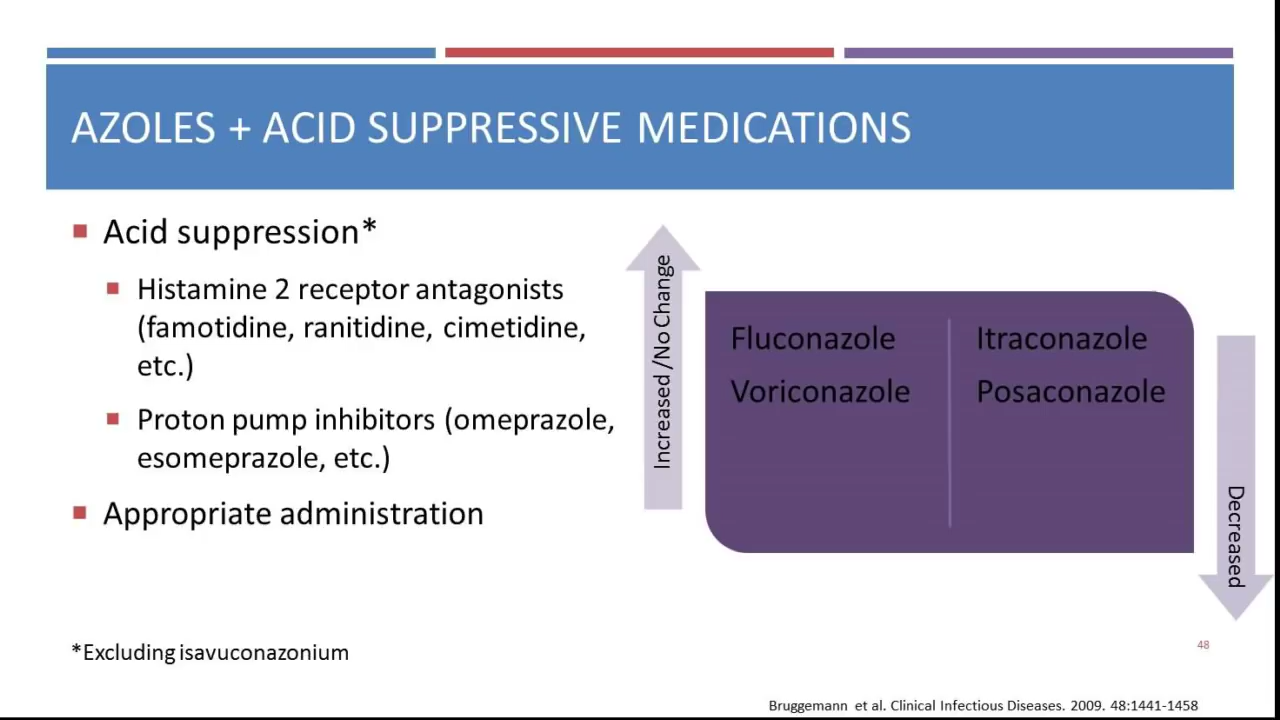 AZOLES + ACID SUPPRESSIVE MEDICATIONS
Acid suppression*
Histamine 2 receptor antagonists
(famotidine, ranitidine, cimetidine,
etc.)
Proton pump inhibitors (omeprazole,
esomeprazole, etc.)
Appropriate administration
*Excluding isavuconazonium
Increased /No Change
Fluconazole
Voriconazole
Itraconazole
Posaconazole
Decreased
48
Bruggemann et al. Clinical Infectious Diseases. 2009. 48:1441-1458